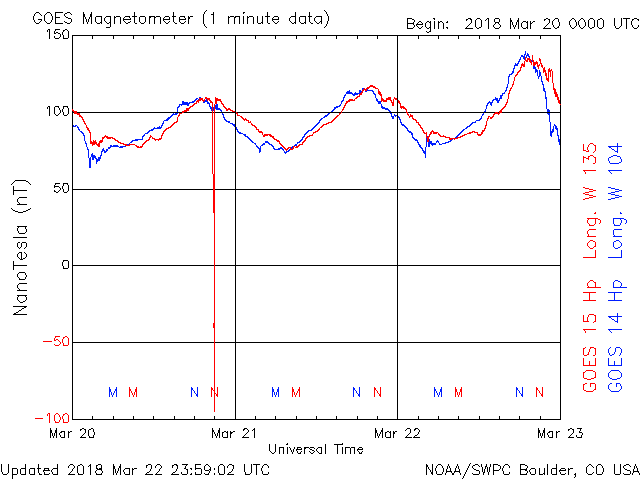 GOES Magnetometer (1 minute data)
Begin: 2018 Mar 20 0000 UTC
150
100
50
0
-50
-100
NanoTesla (nT)
M M N N M M N N M M N N
Mar 20 Mar 21 Mar 22 Mar 23
Universal Time
GOES 15 Hp Long. W 135
GOES 14 Hp Long. W 104
Updated 2018 Mar 22 23:59:02 UTC
NOAA/SWPC Boulder, CO USA